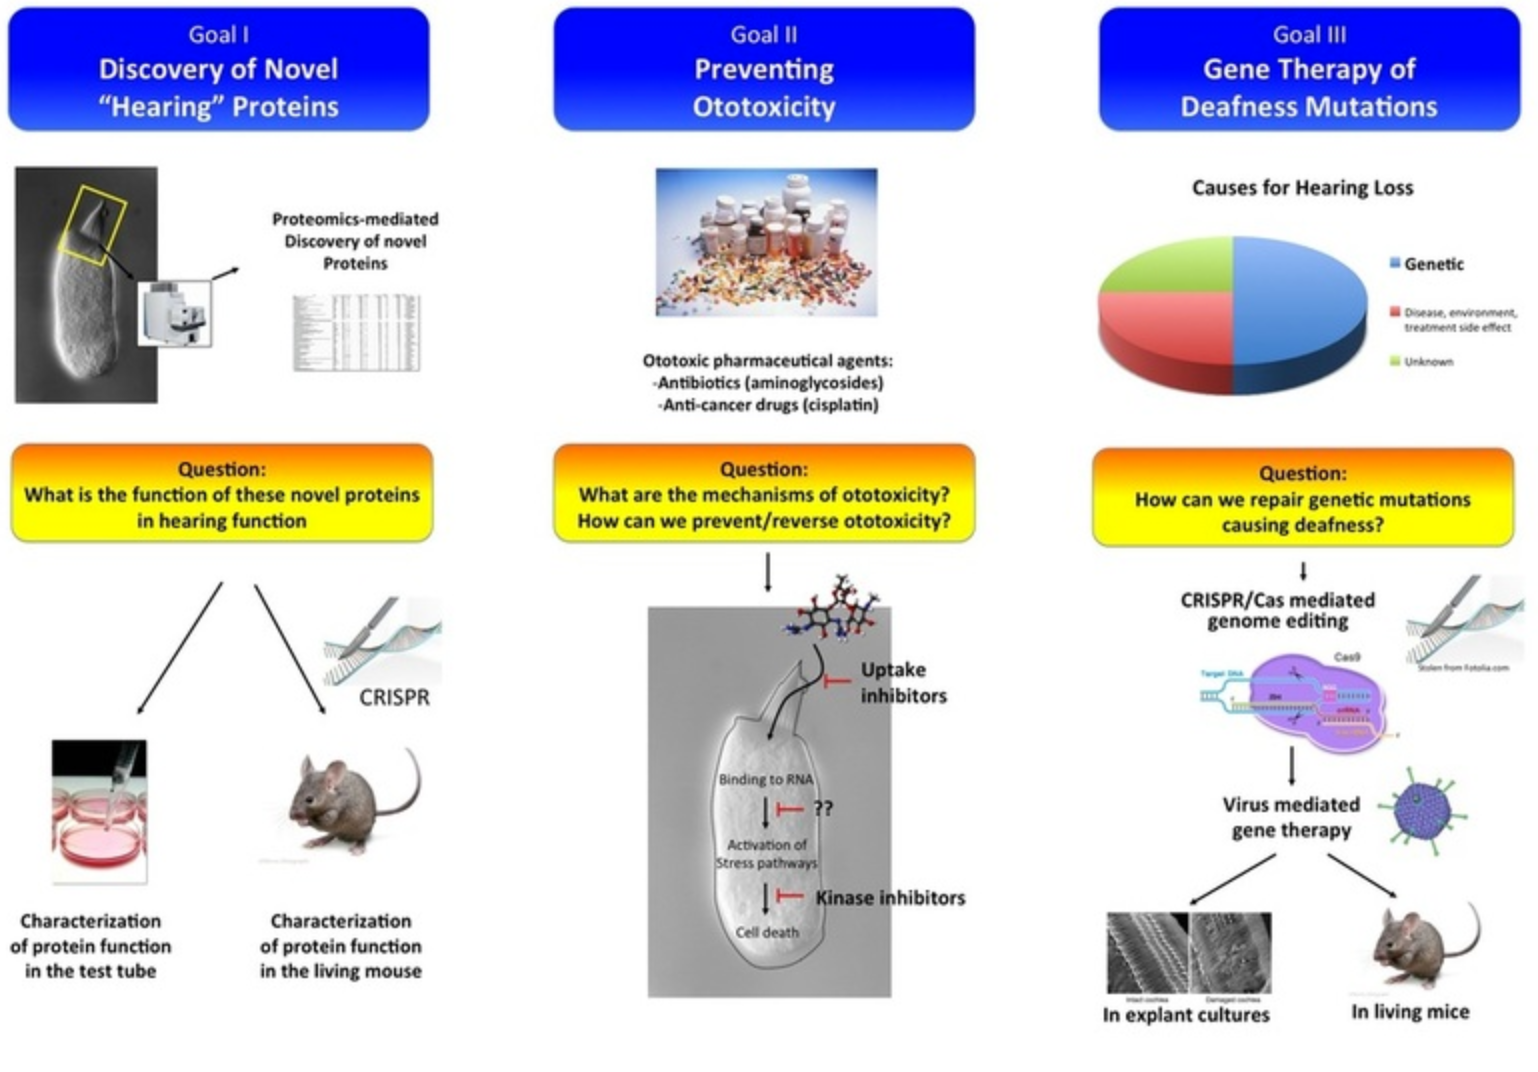 Goal I
Discovery of Novel
“Hearing” Proteins
Proteomics-mediated
Discovery of novel
Proteins
Question:
What is the function of these novel proteins
in hearing function
CRISPR
Characterization
of protein function
in the test tube
Characterization
of protein function
in the living mouse
Goal II
Preventing
Ototoxicity
Ototoxic pharmaceutical agents:
-Antibiotics (aminoglycosides)
-Anti-cancer drugs (cisplatin)
Question:
What are the mechanisms of ototoxicity?
How can we prevent/reverse ototoxicity?
Uptake
inhibitors
Binding to RNA
??
Activation of
Stress pathways
Kinase inhibitors
Cell death
Goal III
Gene Therapy of
Deafness Mutations
Causes for Hearing Loss
Genetic
Disease, environment,
treatment side effect
Unknown
Question:
How can we repair genetic mutations
causing deafness?
CRISPR/Cas mediated
genome editing
Stolen from Fotolia.com
Cas9
Target DNA
crRNA
Virus mediated
gene therapy
Intact cochlea
Damaged cochlea
In explant cultures
In living mice